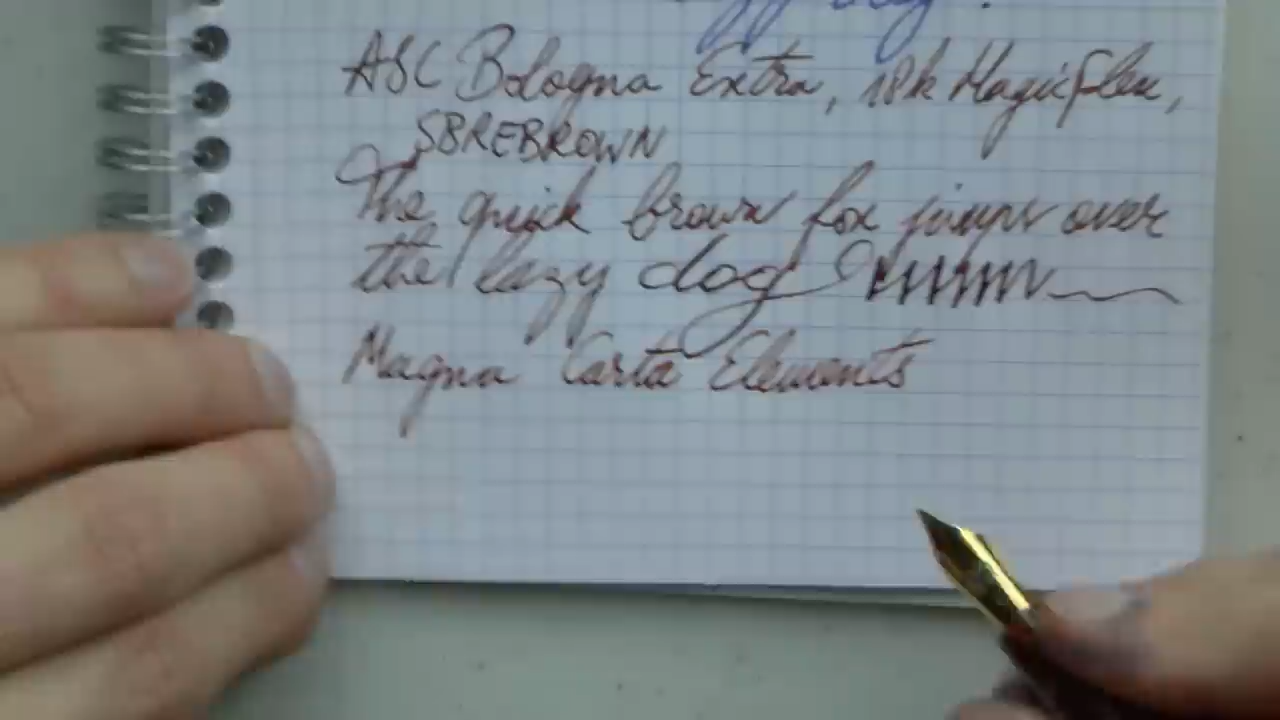 ASC Bologna Extra, 18k MagicFlex,
SBREBROWN
The quick brown fox jumps over
the lazy dog
Magna Carta Elements